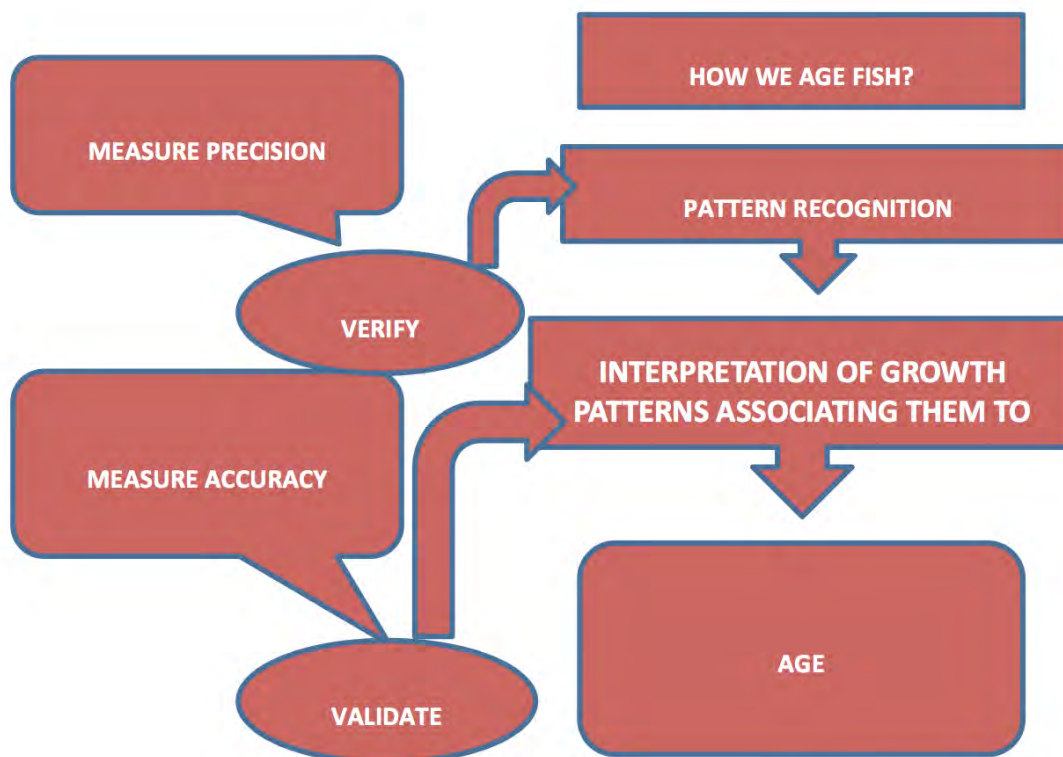 HOW WE AGE FISH?
MEASURE PRECISION
PATTERN RECOGNITION
VERIFY
INTERPRETATION OF GROWTH
PATTERNS ASSOCIATING THEM TO
MEASURE ACCURACY
AGE
VALIDATE